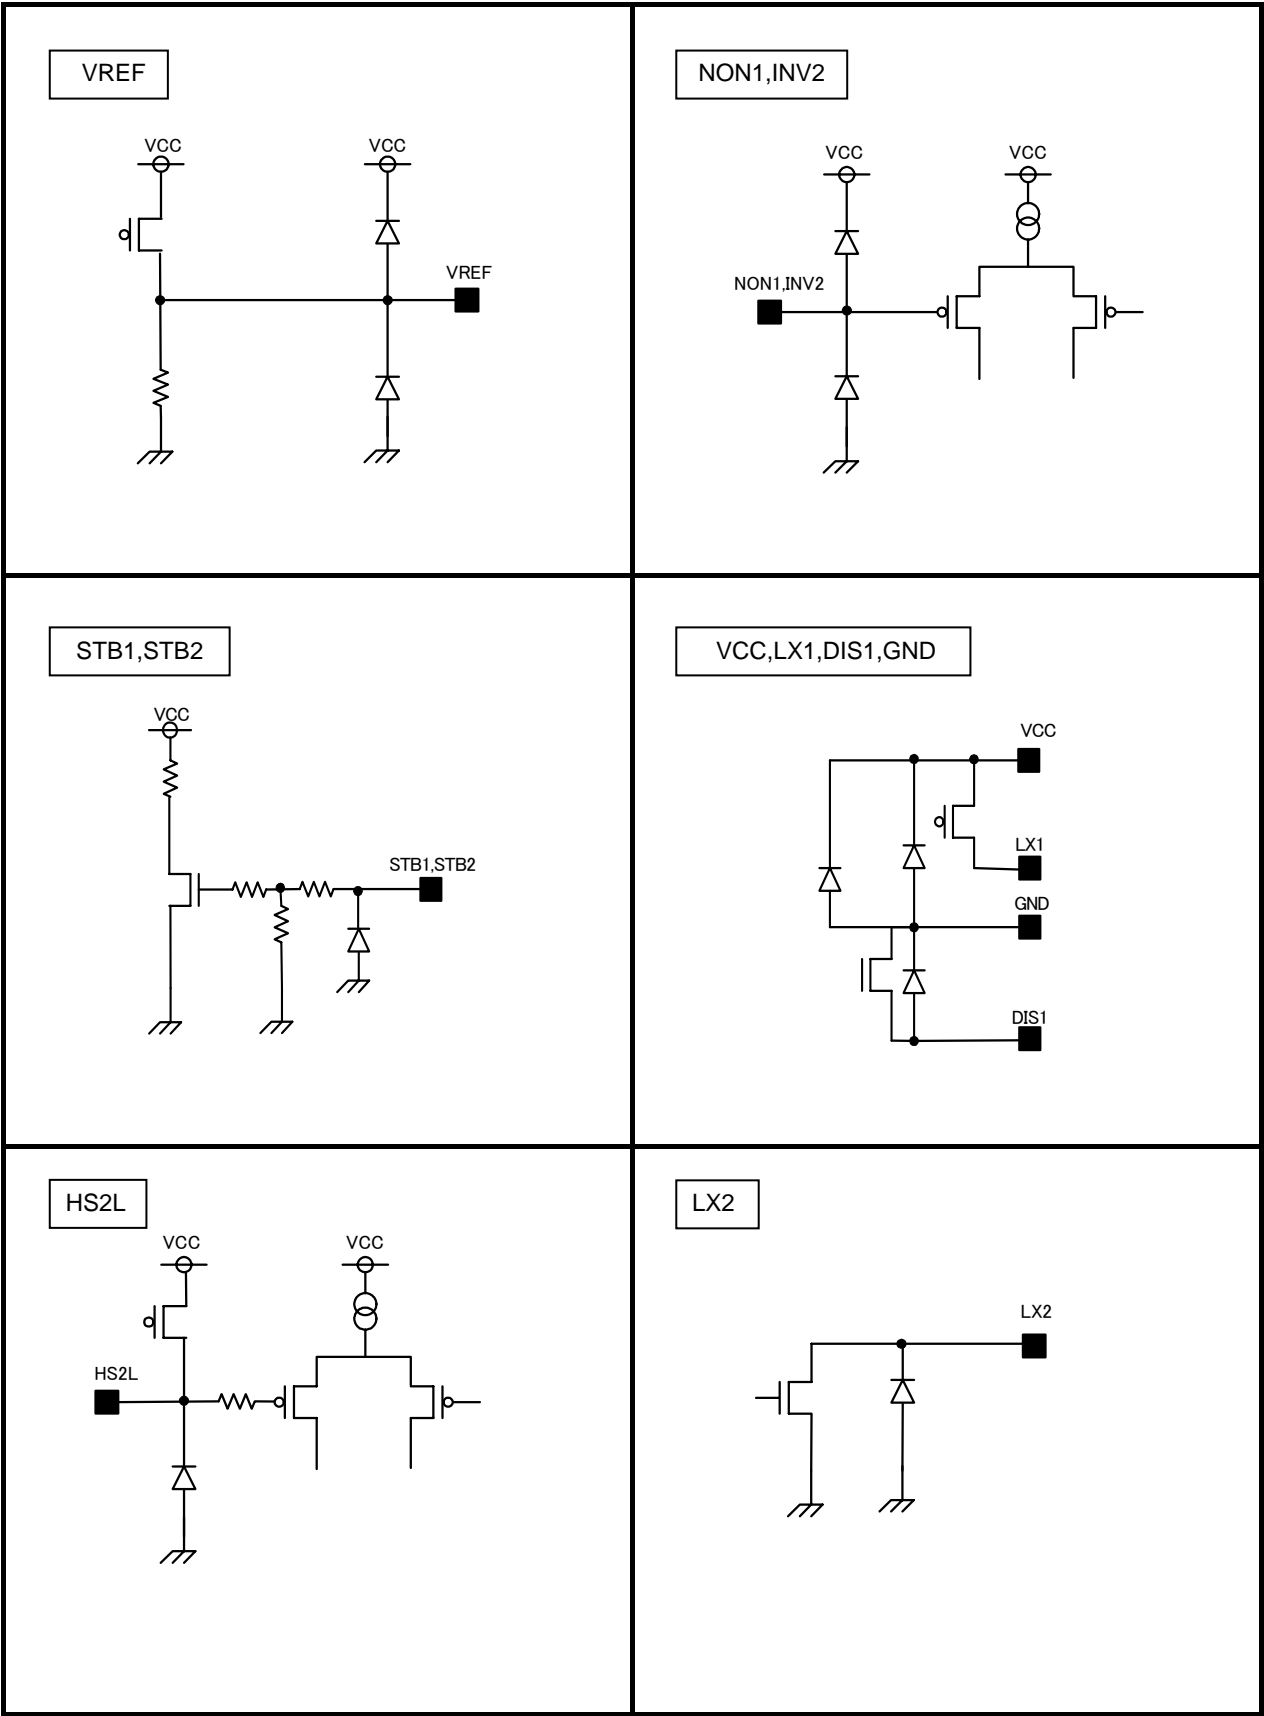 VREF
VCC
VCC
VREF
NON1,INV2
VCC
VCC
NON1,INV2
STB1,STB2
VCC
STB1,STB2
VCC,LX1,DIS1,GND
VCC
LX1
GND
DIS1
HS2L
VCC
VCC
HS2L
LX2
LX2